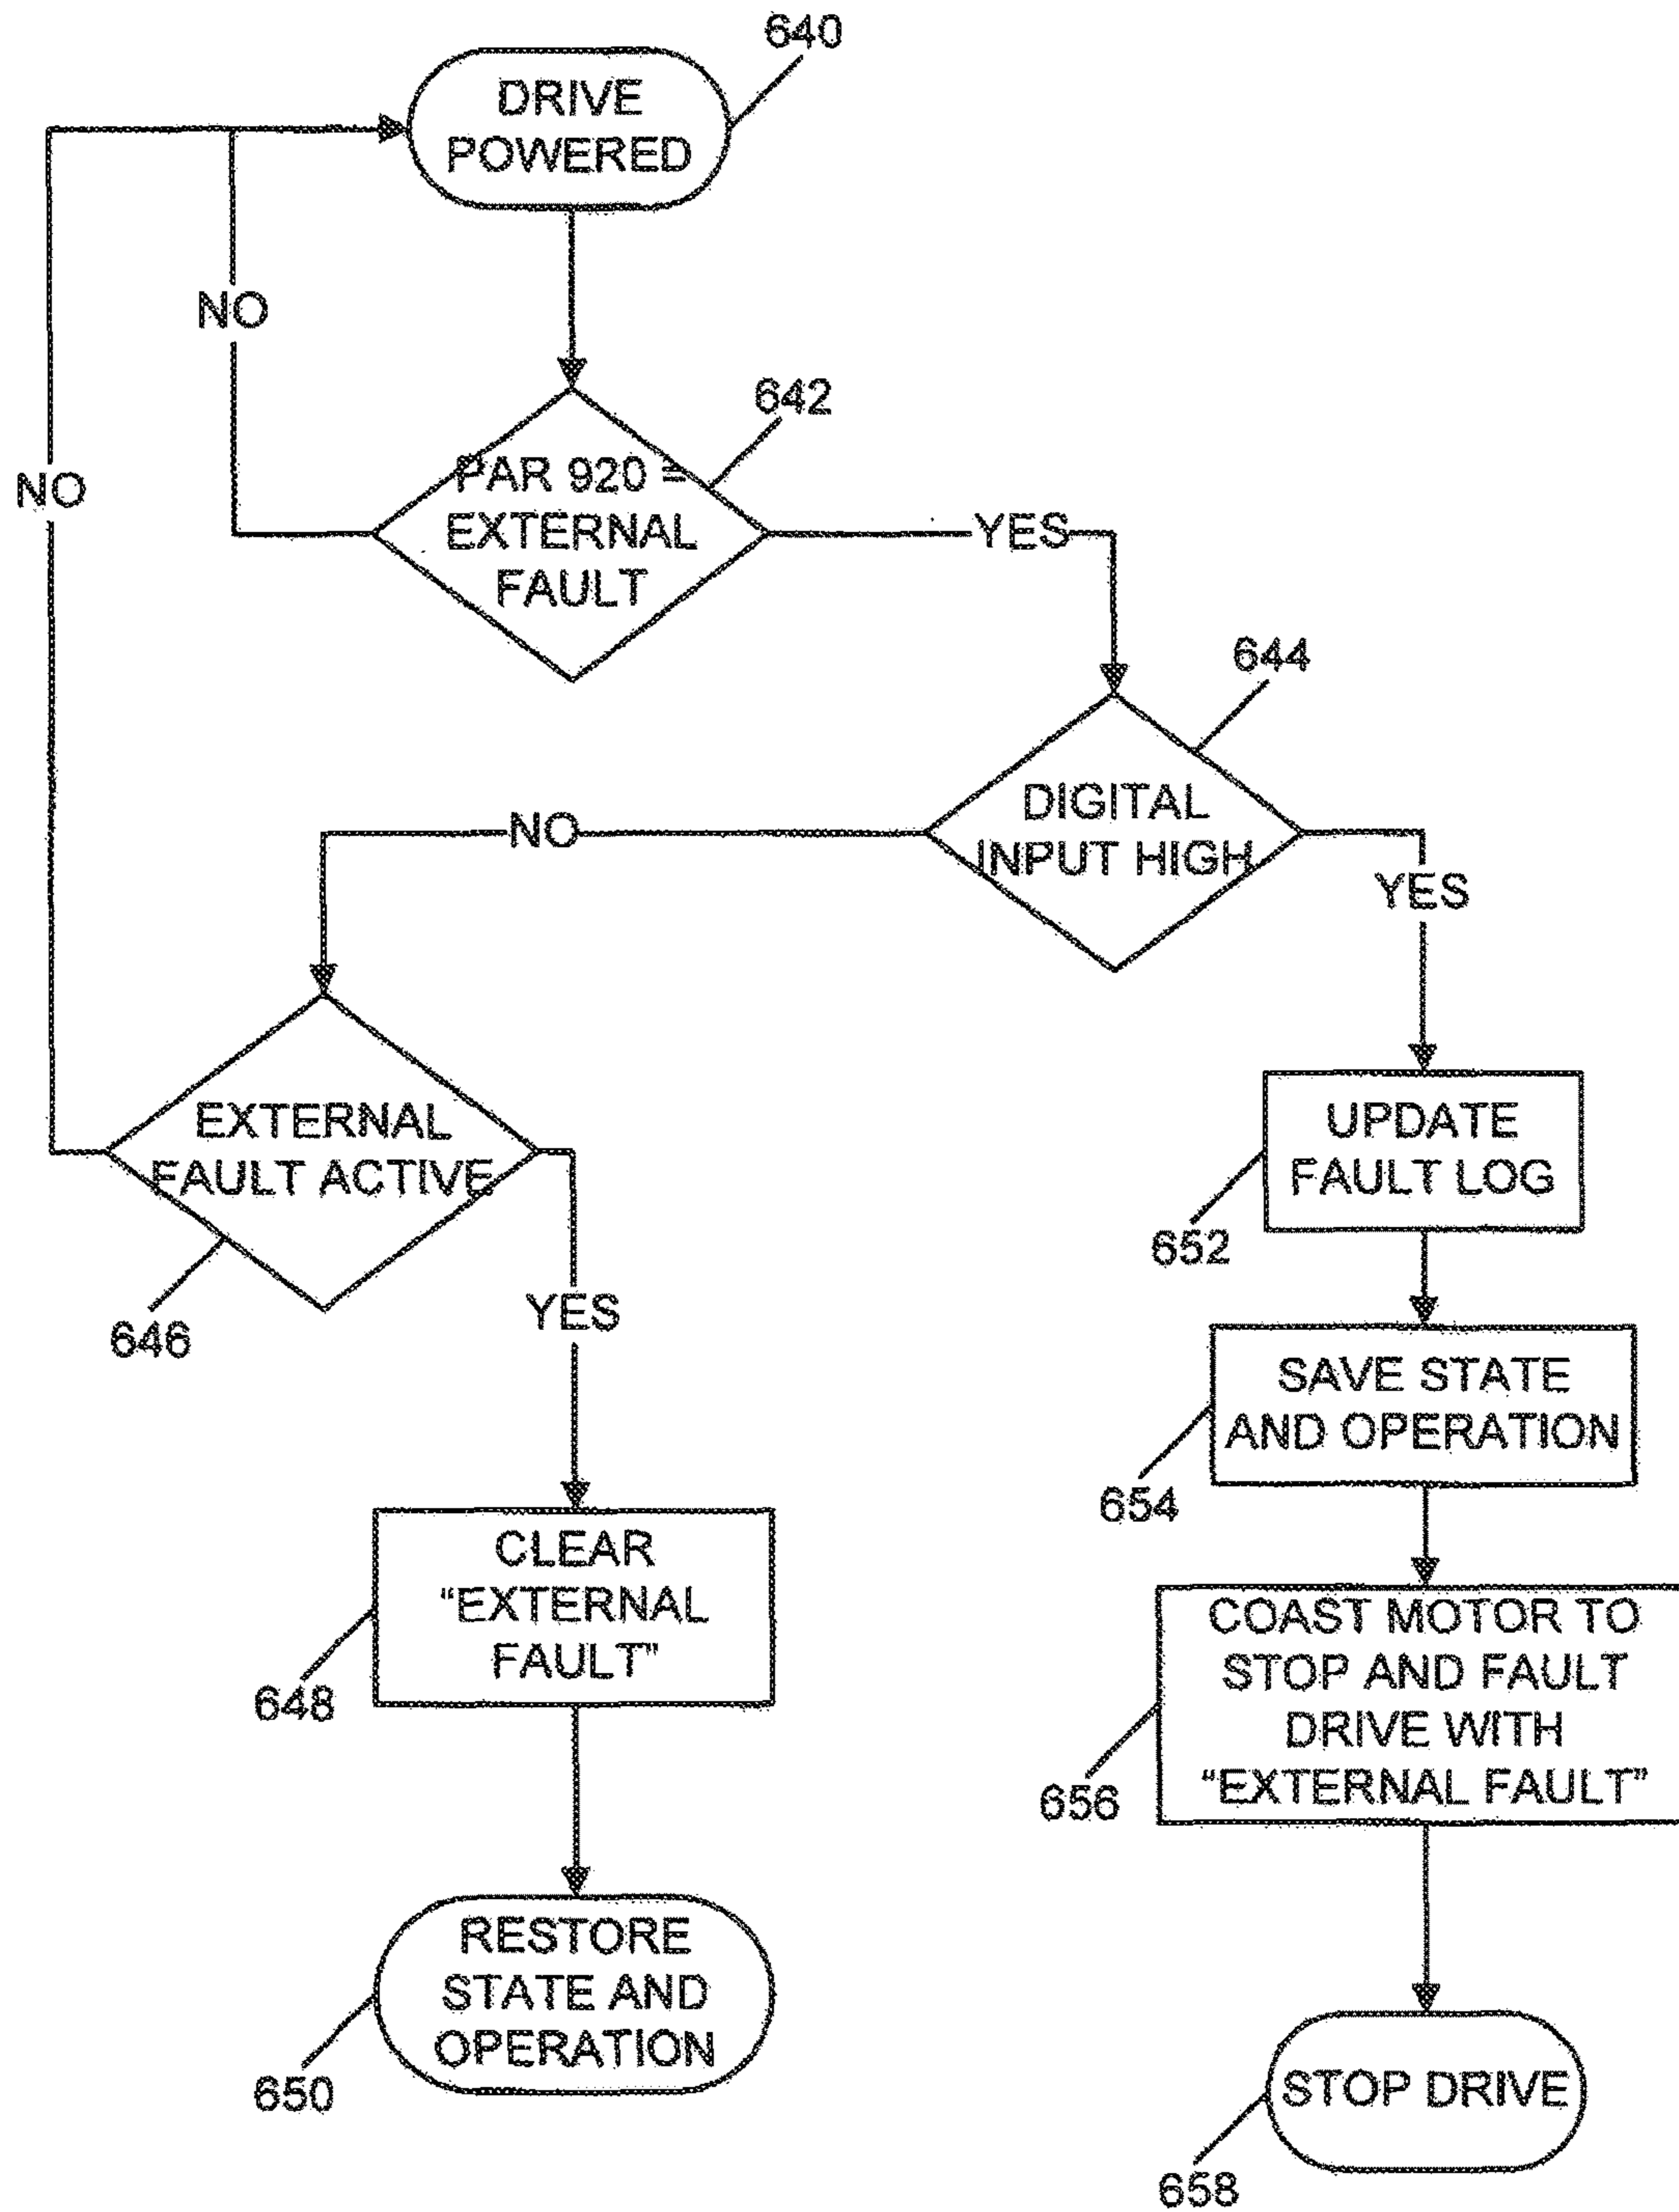 640
DRIVE
POWERED
NO
642
NO
PAR 920 =
EXTERNAL
FAULT
YES
644
DIGITAL
INPUT HIGH
NO
YES
EXTERNAL
FAULT ACTIVE
UPDATE
FAULT LOG
652
646
YES
SAVE STATE
AND OPERATION
654
CLEAR
“EXTERNAL
FAULT”
648
COAST MOTOR TO
STOP AND FAULT
DRIVE WITH
“EXTERNAL FAULT”
656
RESTORE
STATE AND
OPERATION
650
STOP DRIVE
658